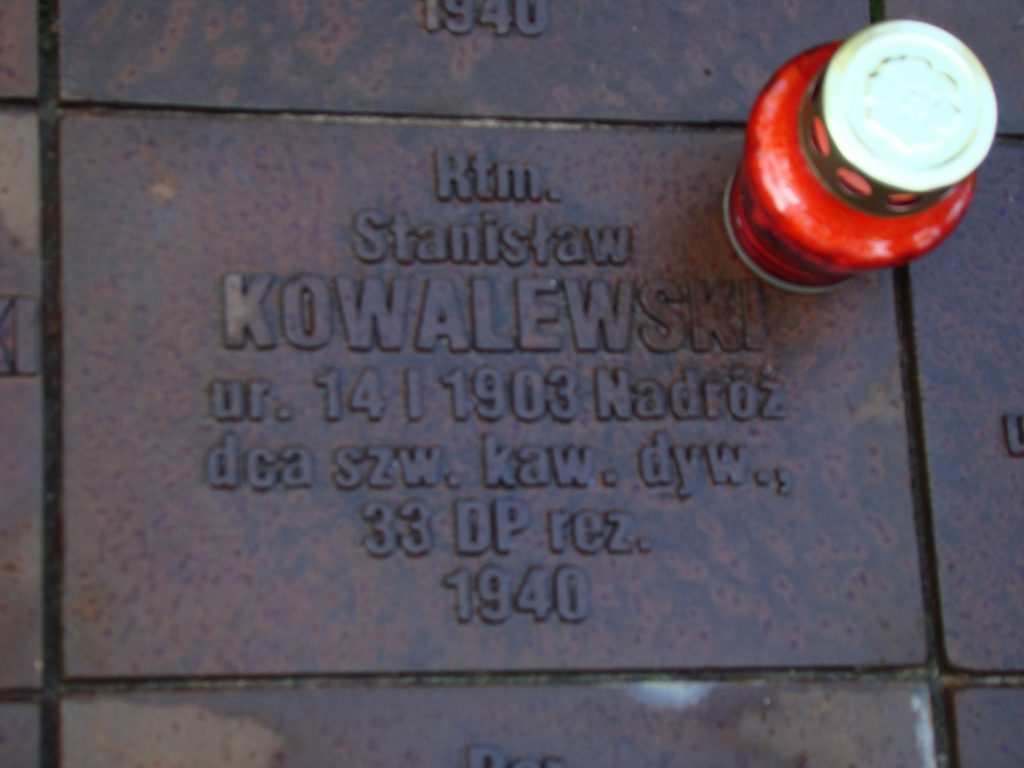 1940
Rtm.
Stanisław
KOWALEWSKI
ur. 14 I 1903 Nadróż
dca szw. kaw. dyw.,
33 DP rez.
1940